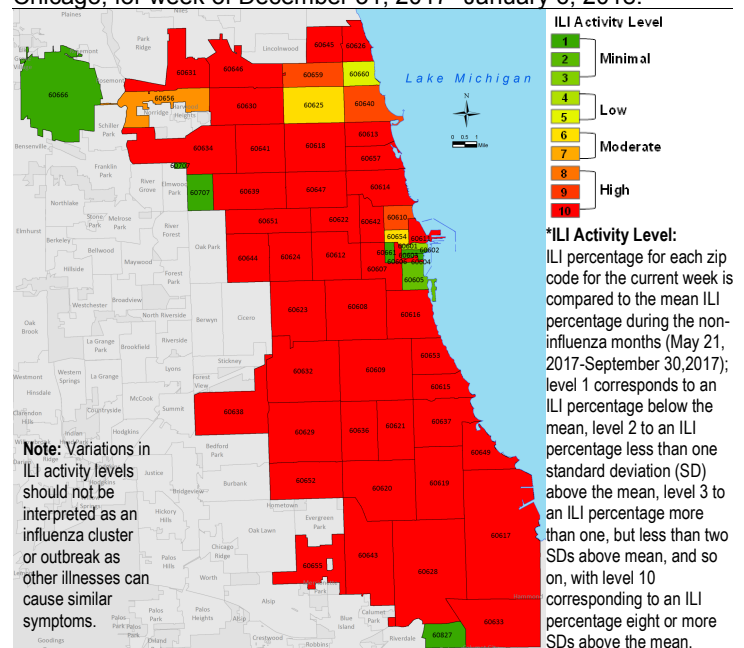 Chicago, for week of December 31, 2017- January 6, 2018.
ILI Activity Level
1
2
3
Minimal
4
5
Low
6
7
Moderate
8
9
10
High
*ILI Activity Level:
ILI percentage for each zip
code for the current week is
compared to the mean ILI
percentage during the non-
influenza months (May 21,
2017-September 30,2017);
level 1 corresponds to an
ILI percentage below the
mean, level 2 to an ILI
percentage less than one
standard deviation (SD)
above the mean, level 3 to
an ILI percentage more
than one, but less than two
SDs above mean, and so
on, with level 10
corresponding to an ILI
percentage eight or more
SDs above the mean.
Note: Variations in
ILI activity levels
should not be
interpreted as an
influenza cluster
or outbreak as
other illnesses can
cause similar
symptoms.
Lake Michigan
N
0 0.5 1
Mile
Park
Ridge
Lincolnwood
60645
60626
60631
60646
60659
60660
60666
60656
Norridge
Heights
60630
60625
60640
Schiller
Park
Bensenville
60613
60634
60641
60618
60657
Franklin
Park
60707
River
Grove
Elmwood
Park
60707
60639
60647
60614
Northlake
Stone
Park
Melrose
Park
River
Forest
60651
60622
60642
60610
60654
60611
Elmhurst
Berkeley
Bellwood
Oak Park
60644
60624
60612
60661
60602
60604
60607
60605
Maywood
Hillside
Forest
Park
Westchester
Broadview
North Riverside
Berwyn
Cicero
60623
60608
60616
Oak
Brook
La Grange
Park
Brookfield
Riverside
Stickney
60653
Westmont
Western
Springs
La
Grange
Lyons
Forest
View
60632
60609
60615
Hinsdale
McCook
Clarendon
Hills
Countryside
Summit
60638
60629
60636
60621
60637
Hodgkins
Bedford
Park
60649
Justice
Bridgeview
Burbank
60652
60620
60619
Hometown
Hickory
Hills
Oak Lawn
Evergreen
Park
60617
Chicago
Ridge
Palos
Hills
Worth
60655
60643
60628
Alsip
Palos
Park
Palos
Heights
Alsip
Calumet
Park
Blue
Island
60633
Goodings
Crestwood
Robbins
Riverdale
60827